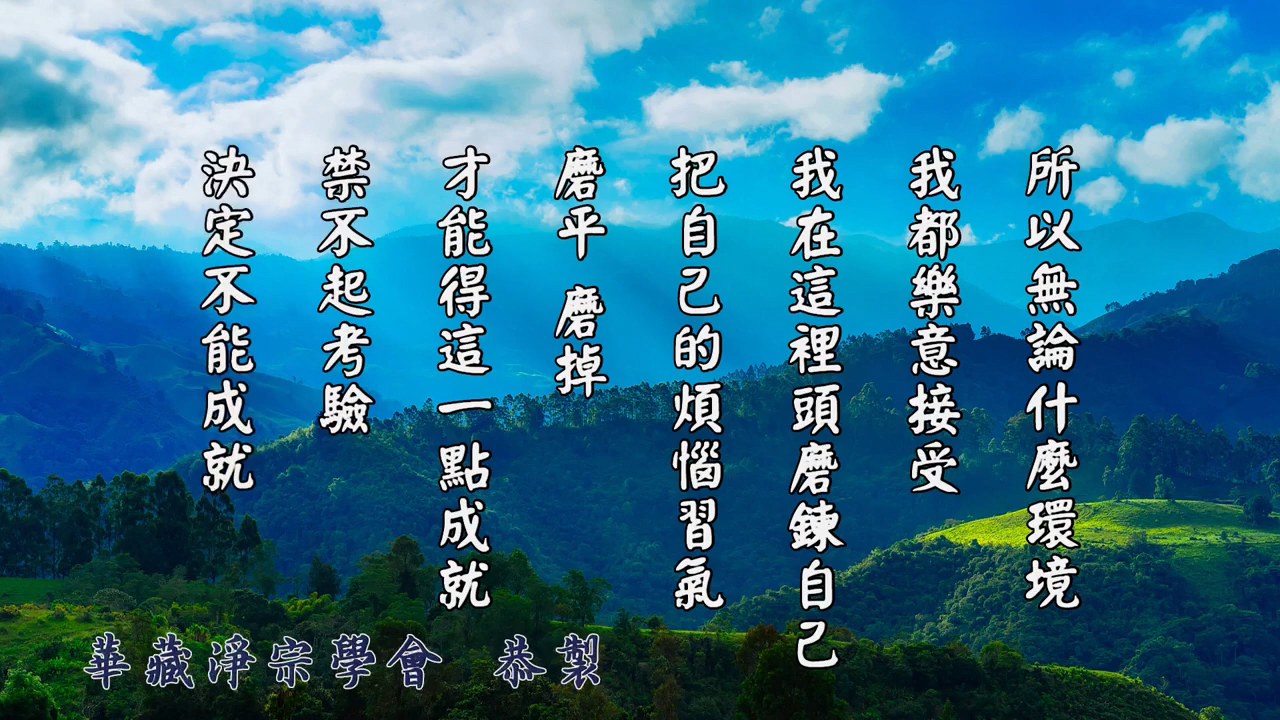 所以無論什麼環境
我都樂意接受
我在這裡頭磨鍊自己
把自己的煩惱習氣
磨平 磨掉
才能得這一點成就
禁不起考驗
決定不能成就
華藏淨宗學會 恭製